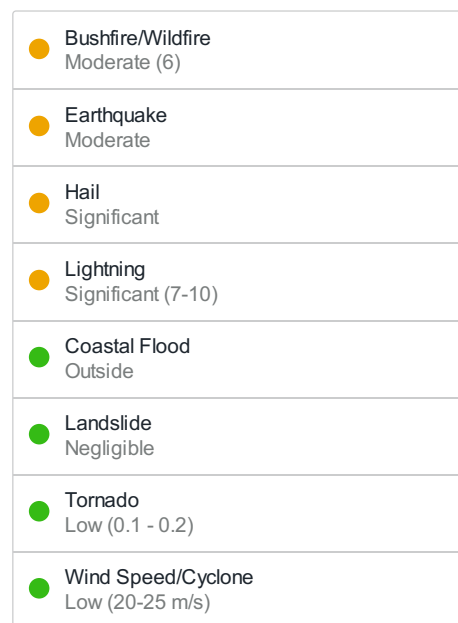 Bushfire/Wildfire
Moderate (6)
Earthquake
Moderate
Hail
Significant
Lightning
Significant (7-10)
Coastal Flood
Outside
Landslide
Negligible
Tornado
Low (0.1 - 0.2)
Wind Speed/Cyclone
Low (20-25 m/s)